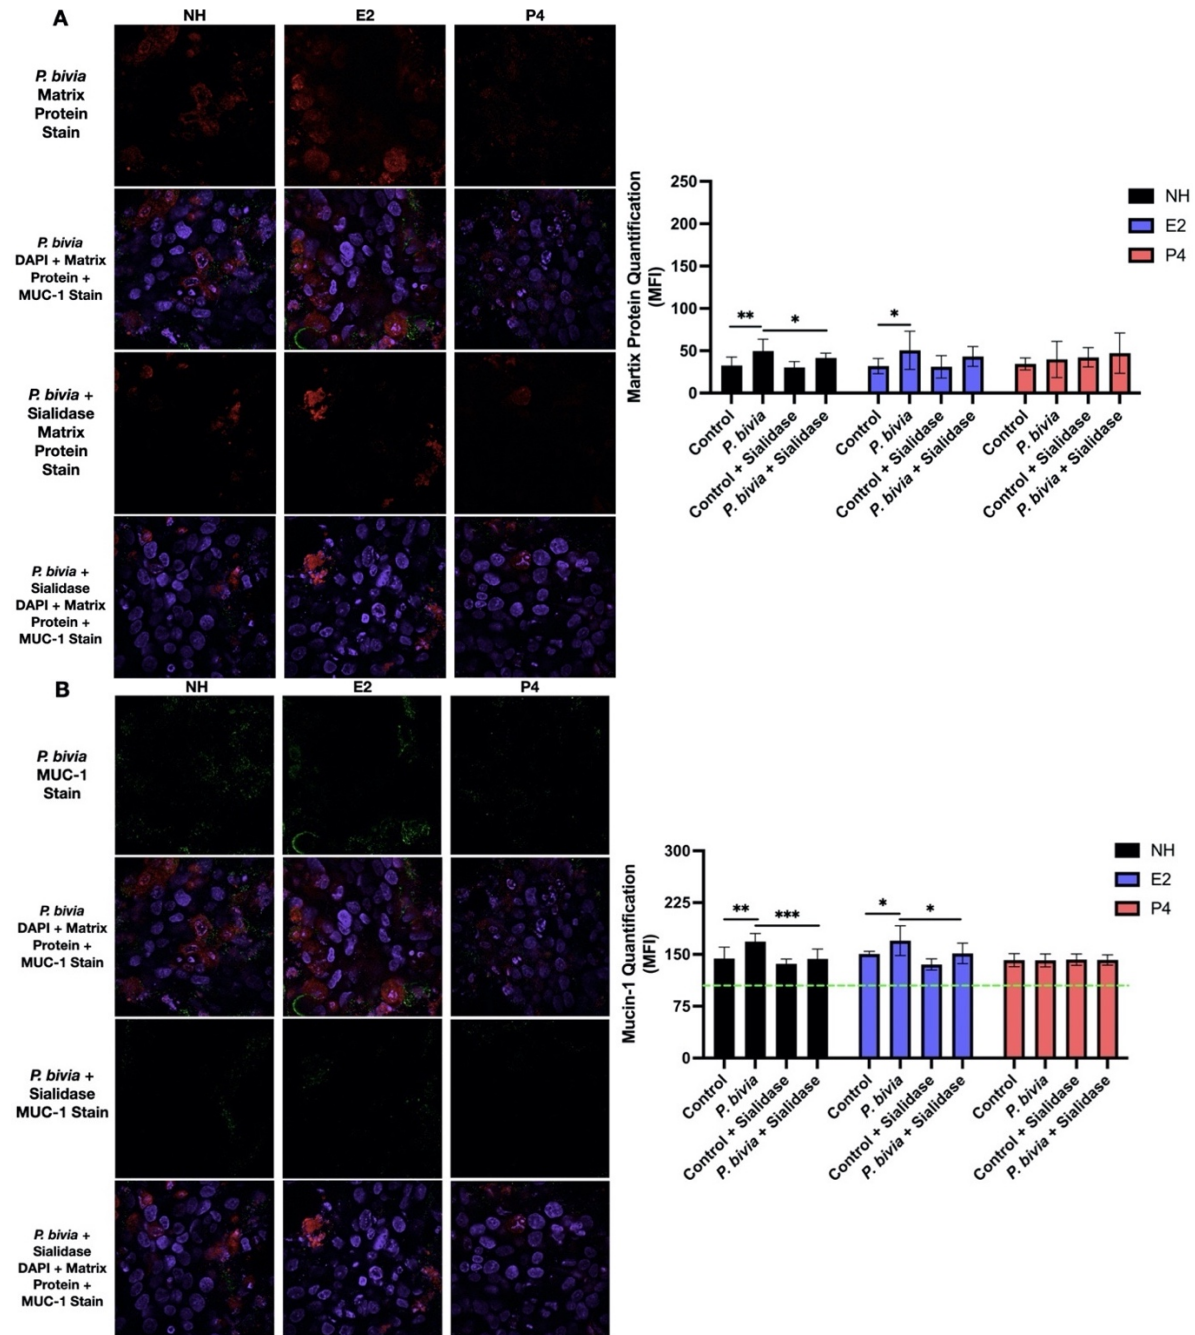 A
NH
E2
P4
P. bivia
Matrix
Protein
Stain
P. bivia
DAPI + Matrix
Protein +
MUC-1 Stain
P. bivia +
Sialidase
Matrix
Protein
Stain
P. bivia +
Sialidase
DAPI + Matrix
Protein +
MUC-1 Stain
Martix Protein Quantification
(MFI)
250
200
150
100
50
0
**
*
*
Control
P. bivia
Control + Sialidase
P. bivia + Sialidase
Control
P. bivia
Control + Sialidase
P. bivia + Sialidase
Control
P. bivia
Control + Sialidase
P. bivia + Sialidase
NH
E2
P4
B
NH
E2
P4
P. bivia
MUC-1
Stain
P. bivia
DAPI + Matrix
Protein +
MUC-1 Stain
P. bivia +
Sialidase
MUC-1 Stain
P. bivia +
Sialidase
DAPI + Matrix
Protein +
MUC-1 Stain
Mucin-1 Quantification
(MFI)
300
225
150
75
0
**
***
*
*
Control
P. bivia
Control + Sialidase
P. bivia + Sialidase
Control
P. bivia
Control + Sialidase
P. bivia + Sialidase
Control
P. bivia
Control + Sialidase
P. bivia + Sialidase
NH
E2
P4